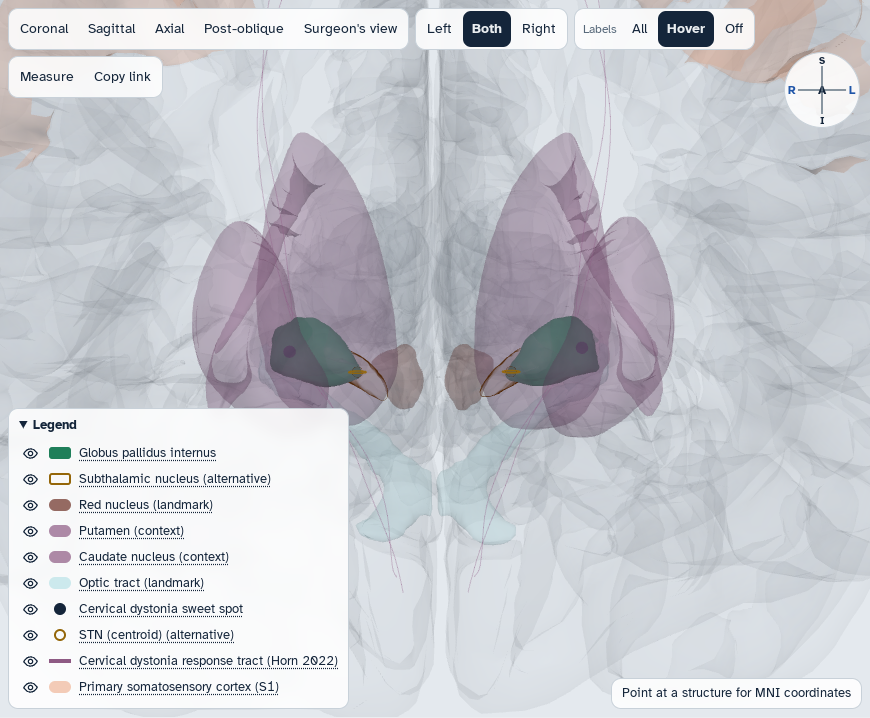 Coronal Sagittal Axial Post-oblique Surgeon's view Left Both Right Labels All Hover Off
Measure Copy link
S
R A L
I
▼ Legend
Globus pallidus internus
Subthalamic nucleus (alternative)
Red nucleus (landmark)
Putamen (context)
Caudate nucleus (context)
Optic tract (landmark)
Cervical dystonia sweet spot
STN (centroid) (alternative)
Cervical dystonia response tract (Horn 2022)
Primary somatosensory cortex (S1)
Point at a structure for MNI coordinates